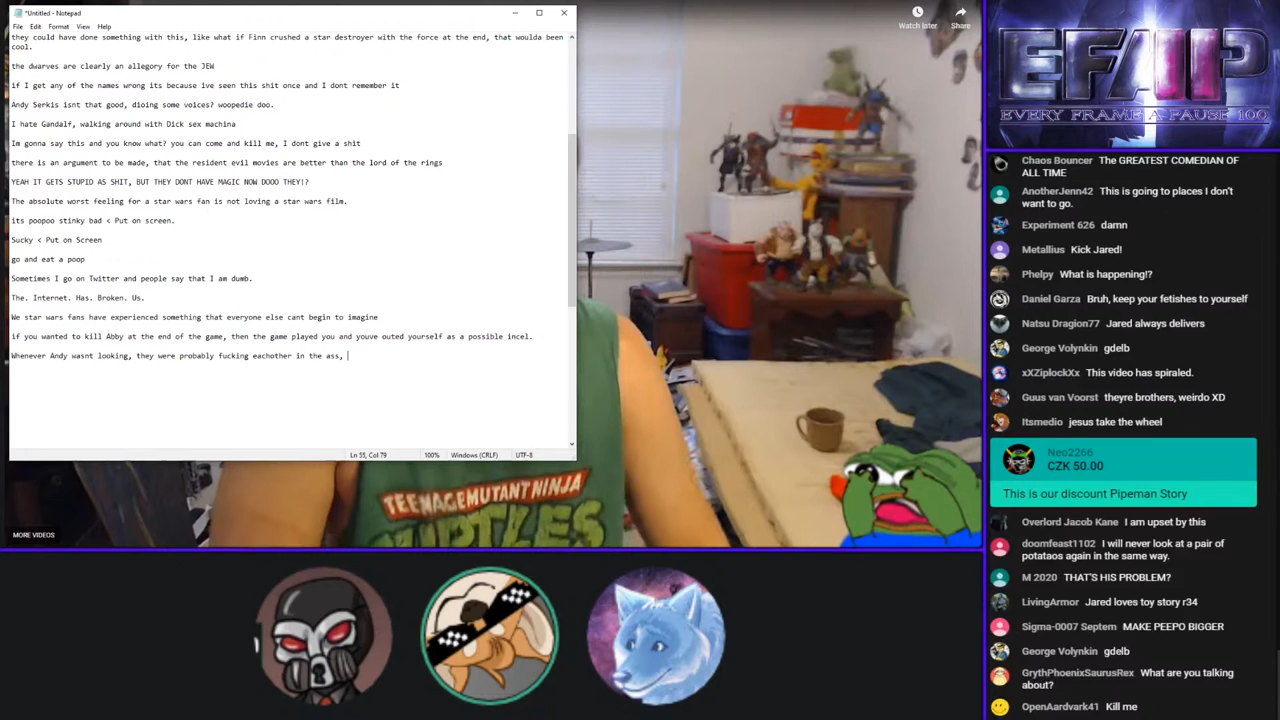 *Untitled - Notepad
File Edit Format View Help
they could have done something with this, like what if Finn crushed a star destroyer with the force at the end, that woulda been
cool.
the dwarves are clearly an allegory for the JEW
if I get any of the names wrong its because ive seen this shit once and I dont remember it
Andy Serkis isnt that good, dioing some voices? woopedie doo.
I hate Gandalf, walking around with Dick sex machina
Im gonna say this and you know what? you can come and kill me, I dont give a shit
there is an argument to be made, that the resident evil movies are better than the lord of the rings
YEAH IT GETS STUPID AS SHIT, BUT THEY DONT HAVE MAGIC NOW DOOO THEY!?
The absolute worst feeling for a star wars fan is not loving a star wars film.
its poopoo stinky bad < Put on screen.
Sucky < Put on Screen
go and eat a poop
Sometimes I go on Twitter and people say that I am dumb.
The. Internet. Has. Broken. Us.
We star wars fans have experienced something that everyone else cant begin to imagine
if you wanted to kill Abby at the end of the game, then the game played you and youve outed yourself as a possible incel.
Whenever Andy wasnt looking, they were probably fucking eachother in the ass,
Ln 55, Col 79 100% Windows (CRLF) UTF-8
Watch later Share
TEENAGE MUTANT NINJA
TURTLES
MORE VIDEOS
EFAP
EVERY FRAME A PAUSE 100
Chaos Bouncer The GREATEST COMEDIAN OF
ALL TIME
AnotherJenn42 This is going to places I don't
want to go.
Experiment 626 damn
Metallius Kick Jared!
Phelpy What is happening!?
Daniel Garza Bruh, keep your fetishes to yourself
Natsu Dragion77 Jared always delivers
George Volynkin gdelb
xXZiplockXx This video has spiraled.
Guus van Voorst theyre brothers, weirdo XD
Itsmedio jesus take the wheel
Neo2266
CZK 50.00
This is our discount Pipeman Story
Overlord Jacob Kane I am upset by this
doomfeast1102 I will never look at a pair of
potataos again in the same way.
M 2020 THAT'S HIS PROBLEM?
LivingArmor Jared loves toy story r34
Sigma-0007 Septem MAKE PEEPO BIGGER
George Volynkin gdelb
GrythPhoenixSaurusRex What are you talking
about?
OpenAardvark41 Kill me